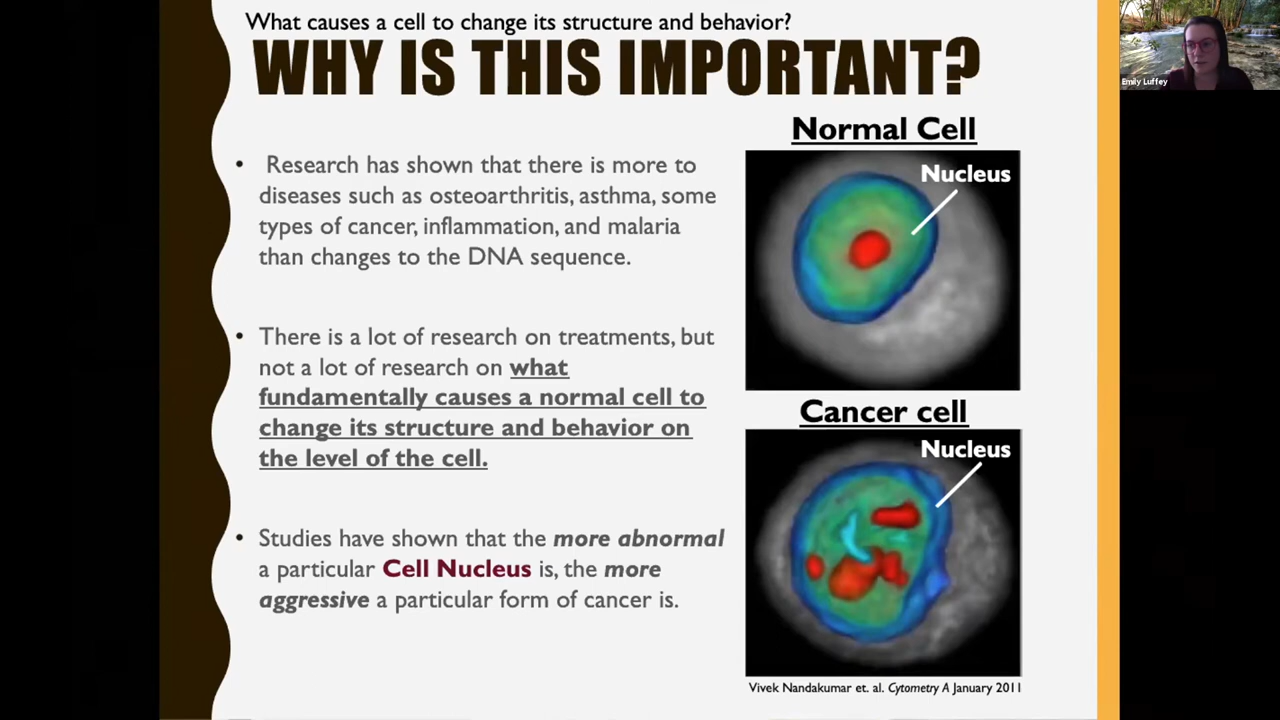 What causes a cell to change its structure and behavior?
WHY IS THIS IMPORTANT?
• Research has shown that there is more to
diseases such as osteoarthritis, asthma, some
types of cancer, inflammation, and malaria
than changes to the DNA sequence.
• There is a lot of research on treatments, but
not a lot of research on what
fundamentally causes a normal cell to
change its structure and behavior on
the level of the cell.
• Studies have shown that the more abnormal
a particular Cell Nucleus is, the more
aggressive a particular form of cancer is.
Normal Cell
Nucleus
Cancer cell
Nucleus
Vivek Nandakumar et. al. Cytometry A January 2011
Emily Luffey